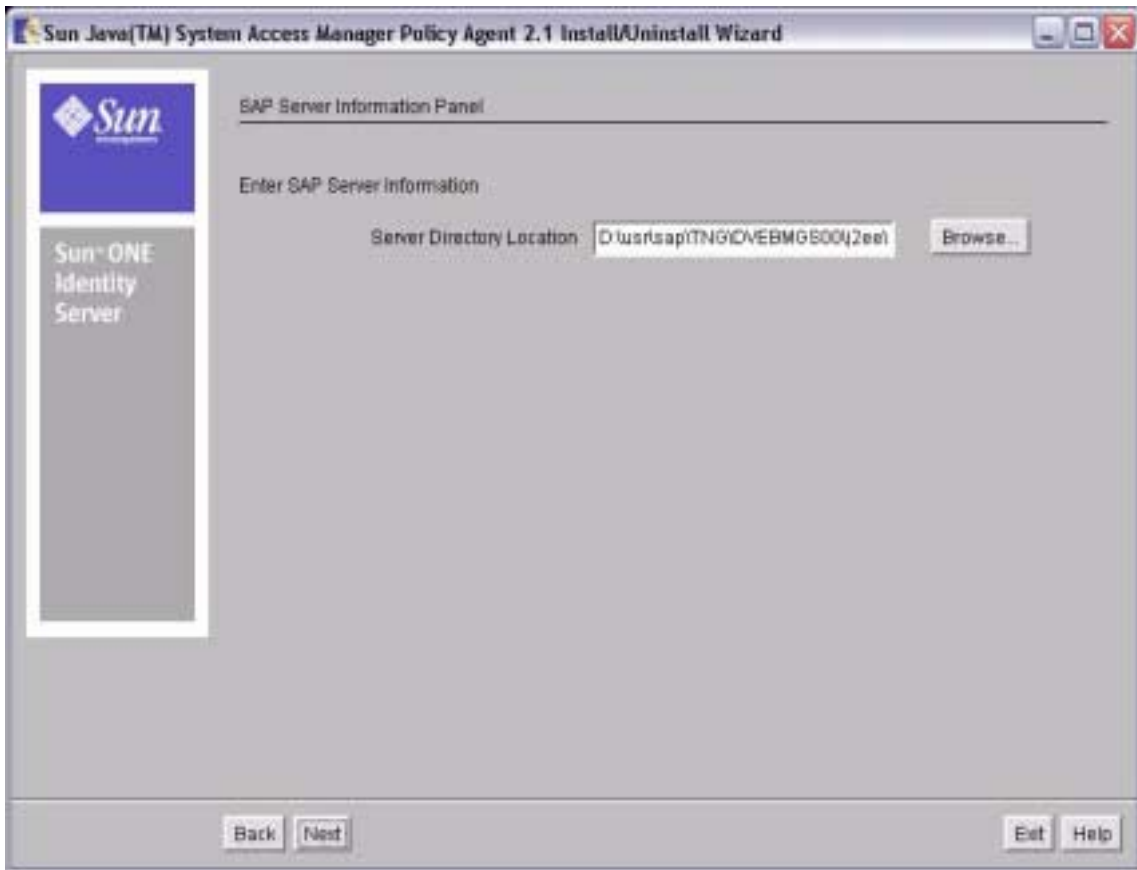 Sun Java(TM) System Access Manager Policy Agent 2.1 Install/Uninstall Wizard
Sun
SAP Server Information Panel
Enter SAP Server Information
Server Directory Location D:\usr\sap\TNG\DVEBMGS00\j2ee\ Browse...
Sun ONE
Identity
Server
Back Next Exit Help